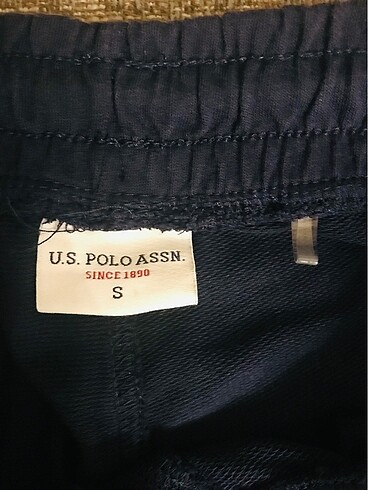 U.S. POLO ASSN.
SINCE 1890
S